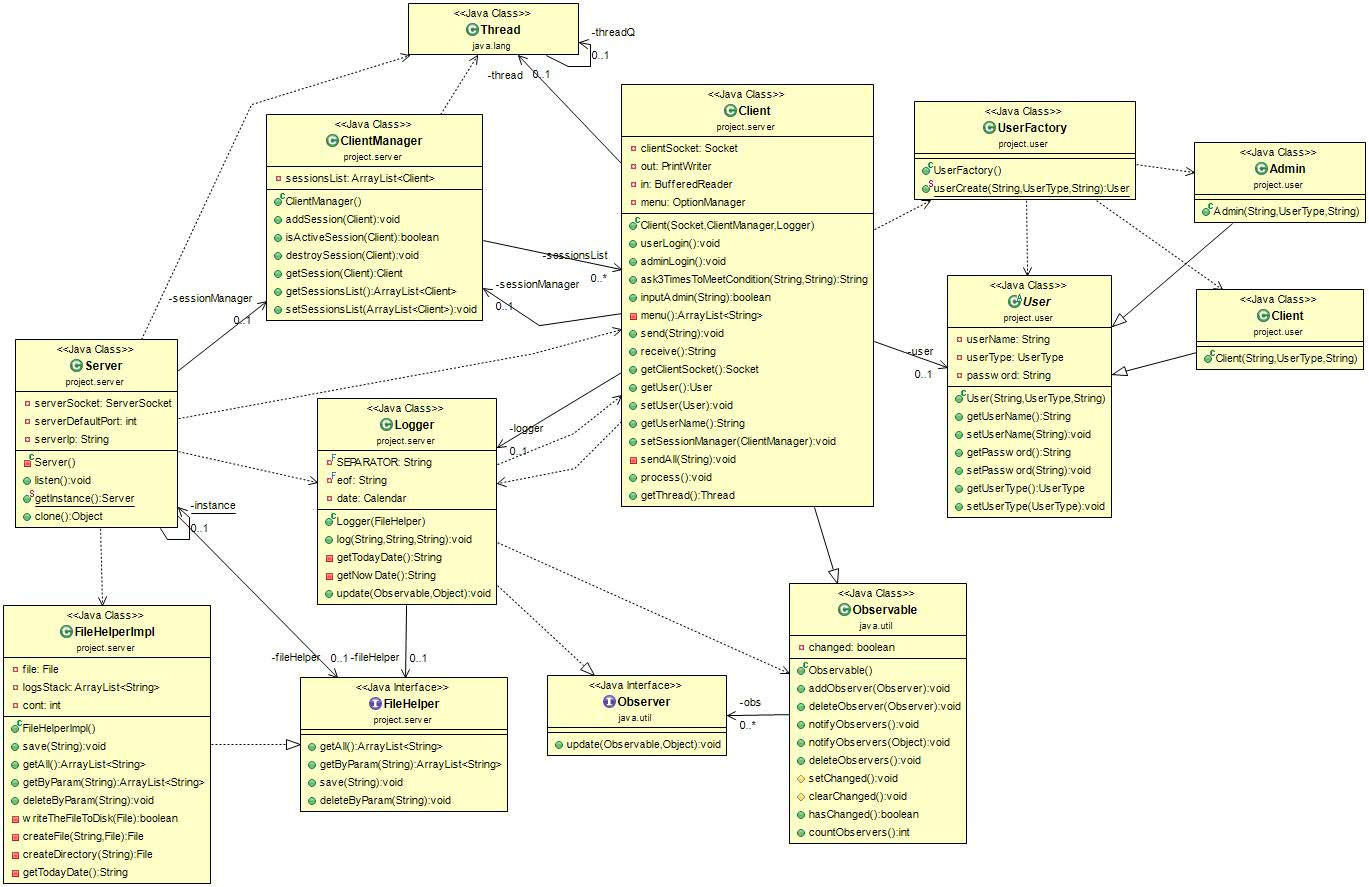 <<Java Class>>
Thread
java.lang
-threadQ
0..1
-thread
0..1
<<Java Class>>
ClientManager
project.server
sessionsList: ArrayList<Client>
ClientManager()
addSession(Client):void
isActiveSession(Client):boolean
destroySession(Client):void
getSession(Client):Client
getSessionsList():ArrayList<Client>
setSessionsList(ArrayList<Client>):void
-sessionsList
0..*
-sessionManager
0..1
-sessionManager
0..1
<<Java Class>>
Client
project.server
clientSocket: Socket
out: PrintWriter
in: BufferedReader
menu: OptionManager
Client(Socket,ClientManager,Logger)
userLogin():void
adminLogin():void
ask3TimesToMeetCondition(String,String):String
inputAdmin(String):boolean
menu():ArrayList<String>
send(String):void
receive():String
getClientSocket():Socket
getUser():User
setUser(User):void
getUserName():String
setSessionManager(ClientManager):void
sendAll(String):void
process():void
getThread():Thread
<<Java Class>>
UserFactory
project.user
UserFactory()
userCreate(String,UserType,String):User
<<Java Class>>
Admin
project.user
Admin(String,UserType,String)
<<Java Class>>
User
project.user
userName: String
userType: UserType
password: String
User(String,UserType,String)
getUserName():String
setUserName(String):void
getPassword():String
setPassword(String):void
getUserType():UserType
setUserType(UserType):void
<<Java Class>>
Client
project.user
Client(String,UserType,String)
-user
0..1
<<Java Class>>
Server
project.server
serverSocket: ServerSocket
serverDefaultPort: int
serverIp: String
Server()
listen():void
getInstance():Server
clone():Object
-instance
0..1
<<Java Class>>
Logger
project.server
SEPARATOR: String
eof: String
date: Calendar
Logger(FileHelper)
log(String,String,String):void
getTodayDate():String
getNowDate():String
update(Observable,Object):void
-logger
0..1
<<Java Class>>
FileHelperImpl
project.server
file: File
logsStack: ArrayList<String>
cont: int
FileHelperImpl()
save(String):void
getAll():ArrayList<String>
getByParam(String):ArrayList<String>
deleteByParam(String):void
writeTheFileToDisk(File):boolean
createFile(String,File):File
createDirectory(String):File
getTodayDate():String
-fileHelper
0..1
-fileHelper
0..1
<<Java Interface>>
FileHelper
project.server
getAll():ArrayList<String>
getByParam(String):ArrayList<String>
save(String):void
deleteByParam(String):void
<<Java Interface>>
Observer
java.util
update(Observable,Object):void
-obs
0..*
<<Java Class>>
Observable
java.util
changed: boolean
Observable()
addObserver(Observer):void
deleteObserver(Observer):void
notifyObservers():void
notifyObservers(Object):void
deleteObservers():void
setChanged():void
clearChanged():void
hasChanged():boolean
countObservers():int